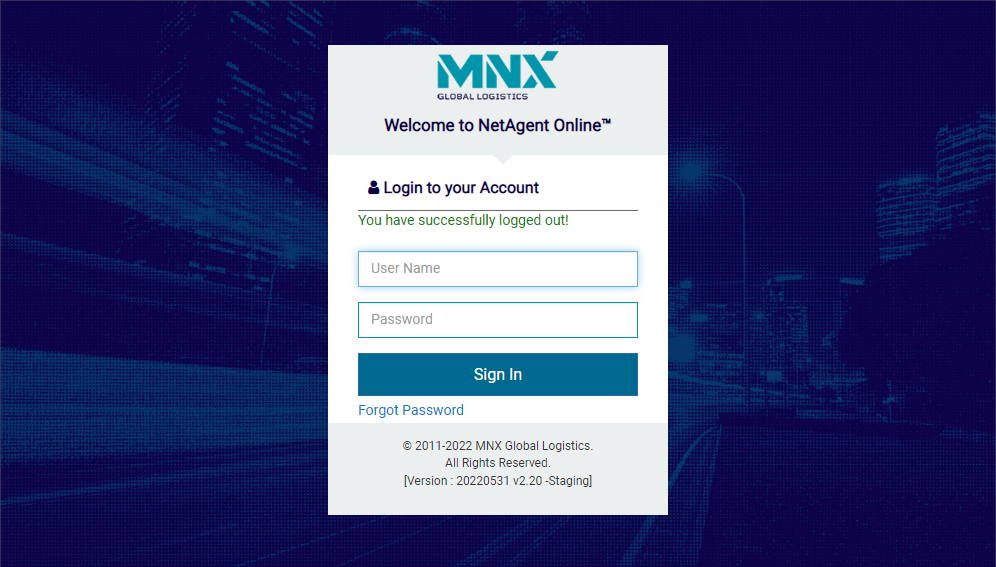 MNX
GLOBAL LOGISTICS
Welcome to NetAgent Online™
Login to your Account
You have successfully logged out!
User Name
Password
Sign In
Forgot Password
© 2011-2022 MNX Global Logistics.
All Rights Reserved.
[Version : 20220531 v2.20 -Staging]